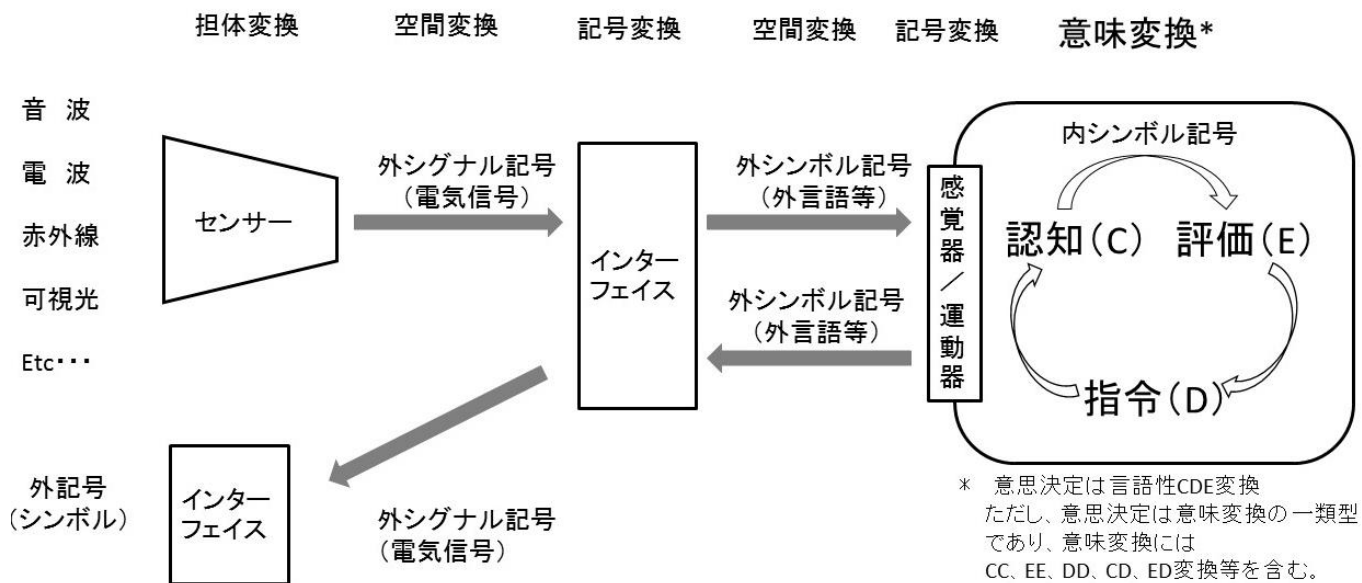 担体変換 空間変換 記号変換 空間変換 記号変換 意味変換*
音 波
電 波
赤外線
可視光
Etc・・・
センサー
外シグナル記号
(電気信号)
インター
フェイス
外シンボル記号
(外言語等)
外シンボル記号
(外言語等)
感覚器/運動器
内シンボル記号
認知(C) 評価(E)
指令(D)
外記号
(シンボル)
インター
フェイス
外シグナル記号
(電気信号)
* 意思決定は言語性CDE変換
ただし、意思決定は意味変換の一類型
であり、意味変換には
CC、EE、DD、CD、ED変換等を含む。